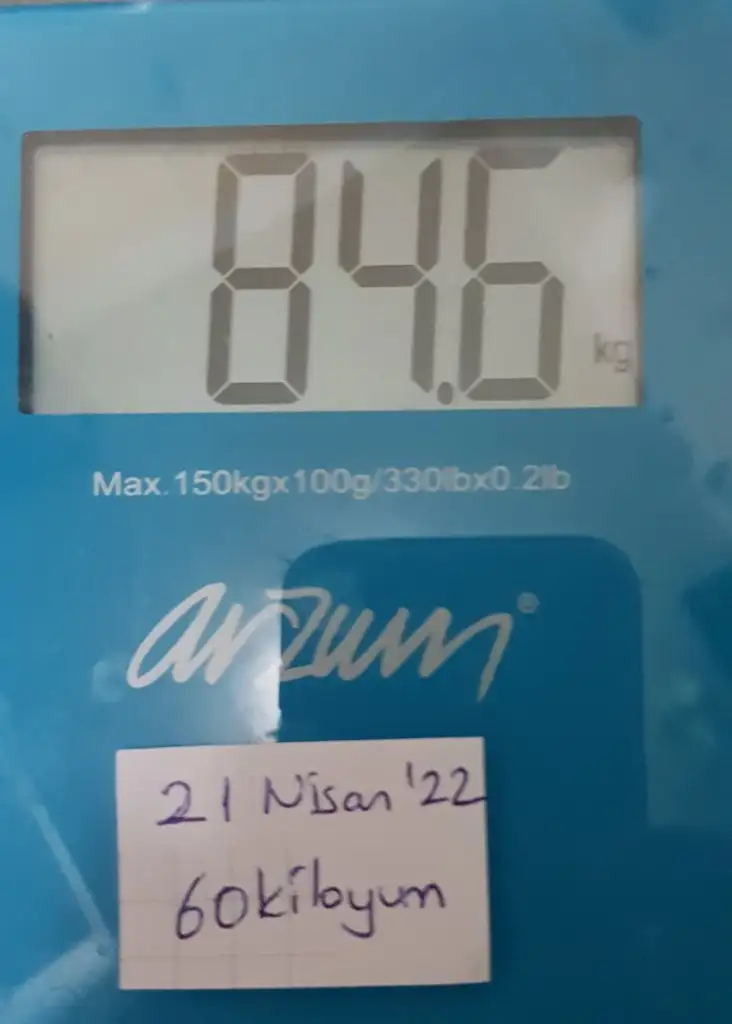 84.6 kg
Max.150kgx100g/330lbx0.2lb
arzum®
21 Nisan '22
60kiloyum